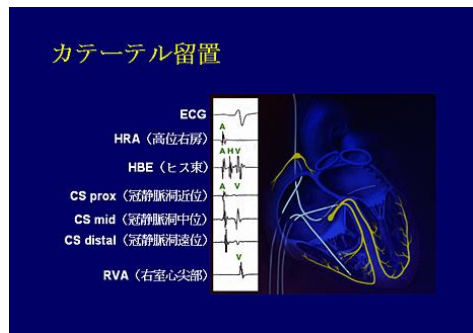 カテーテル留置
ECG
A
HRA（高位右房）
A H V
HBE（ヒス束）
A V
CS prox（冠静脈洞近位）
CS mid（冠静脈洞中位）
CS distal（冠静脈洞遠位）
V
RVA（右室心尖部）